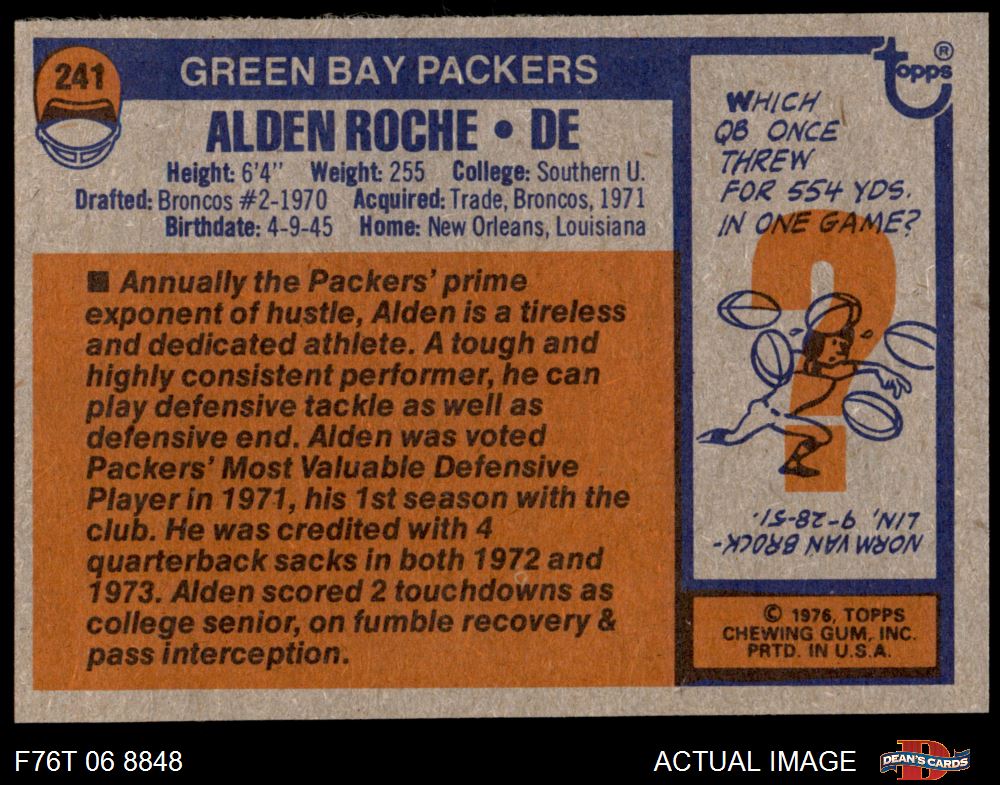 241
GREEN BAY PACKERS
ALDEN ROCHE • DE
Height: 6'4" Weight: 255 College: Southern U.
Drafted: Broncos #2-1970 Acquired: Trade, Broncos, 1971
Birthdate: 4-9-45 Home: New Orleans, Louisiana
■ Annually the Packers' prime
exponent of hustle, Alden is a tireless
and dedicated athlete. A tough and
highly consistent performer, he can
play defensive tackle as well as
defensive end. Alden was voted
Packers' Most Valuable Defensive
Player in 1971, his 1st season with the
club. He was credited with 4
quarterback sacks in both 1972 and
1973. Alden scored 2 touchdowns as
college senior, on fumble recovery &
pass interception.
topps®
WHICH
QB ONCE
THREW
FOR 554 YDS.
IN ONE GAME?
?
NORM VAN BROCK-
LIN, 9-28-51.
© 1976, TOPPS
CHEWING GUM, INC.
PRTD. IN U.S.A.
F76T 06 8848
ACTUAL IMAGE
D
DEAN'S CARDS